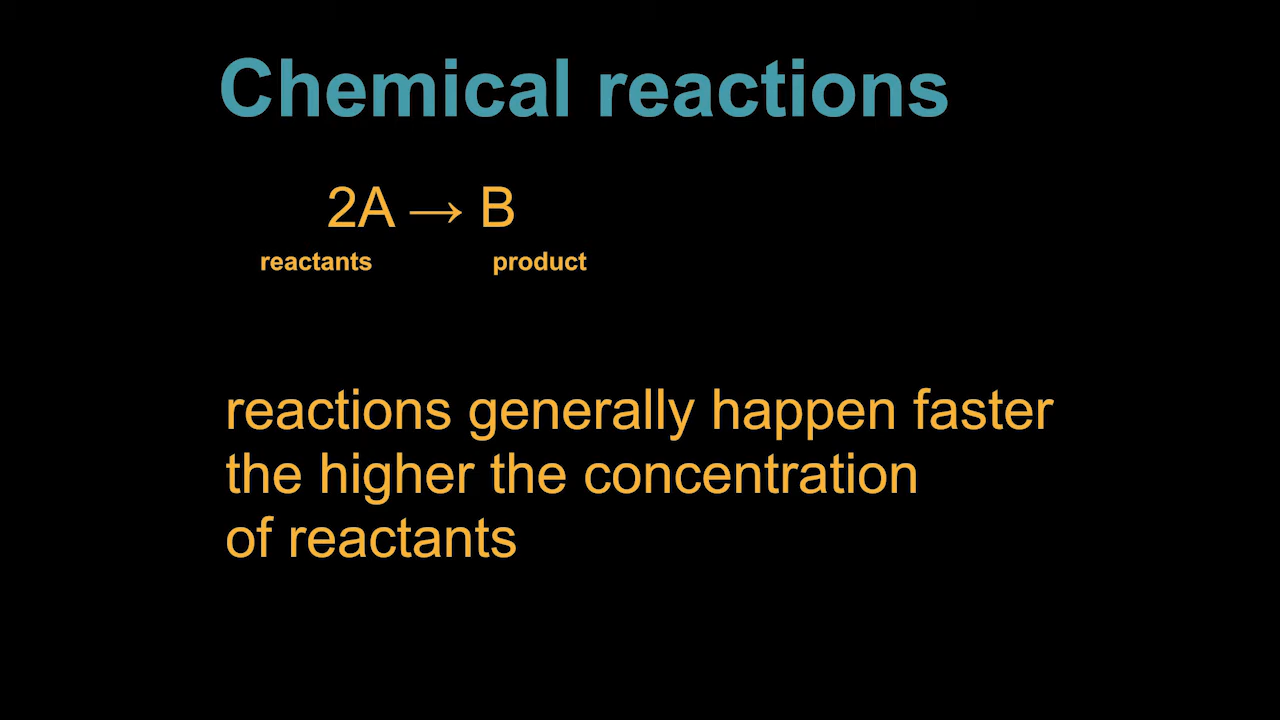 Chemical reactions
2A → B
reactants product
reactions generally happen faster
the higher the concentration
of reactants